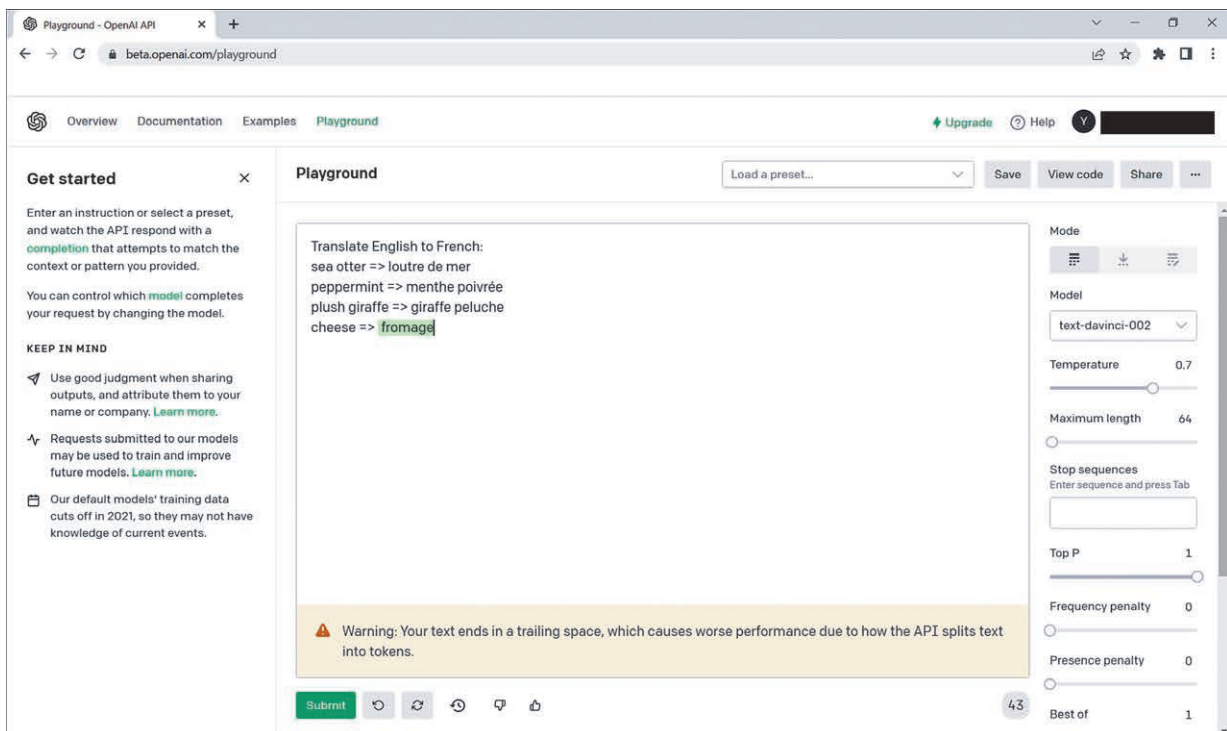 Playground - OpenAI API
beta.openai.com/playground
Overview Documentation Examples Playground
Upgrade Help Y
Get started
Enter an instruction or select a preset,
and watch the API respond with a
completion that attempts to match the
context or pattern you provided.
You can control which model completes
your request by changing the model.
KEEP IN MIND
Use good judgment when sharing
outputs, and attribute them to your
name or company. Learn more.
Requests submitted to our models
may be used to train and improve
future models. Learn more.
Our default models' training data
cuts off in 2021, so they may not have
knowledge of current events.
Playground
Load a preset...
Save View code Share ...
Translate English to French:
sea otter => loutre de mer
peppermint => menthe poivrée
plush giraffe => giraffe peluche
cheese => fromage
Warning: Your text ends in a trailing space, which causes worse performance due to how the API splits text
into tokens.
Submit
43
Mode
Model
text-davinci-002
Temperature 0.7
Maximum length 64
Stop sequences
Enter sequence and press Tab
Top P 1
Frequency penalty 0
Presence penalty 0
Best of 1